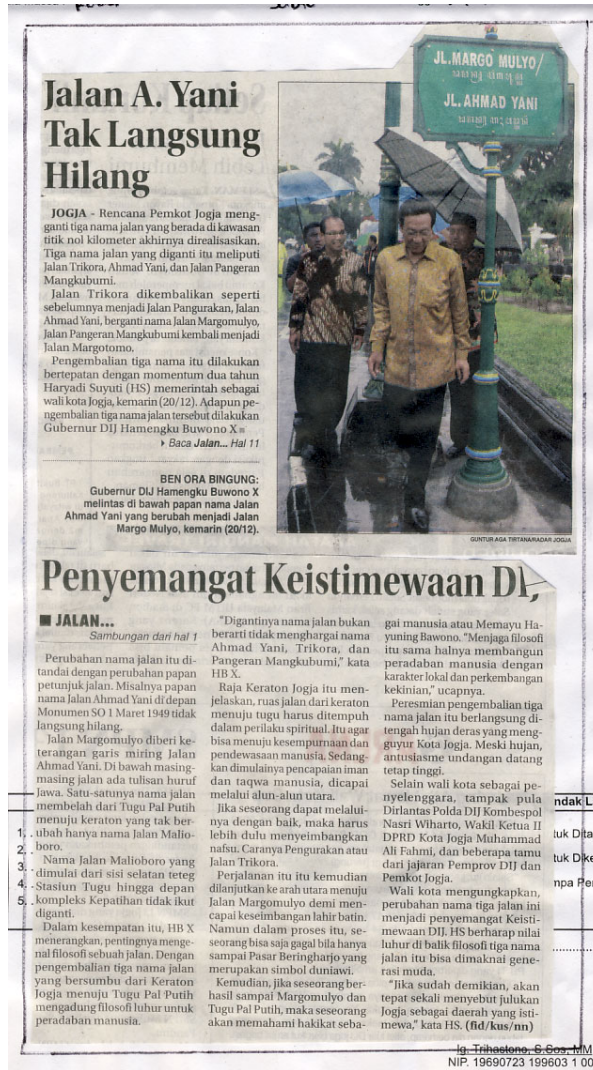 JL.MARGO MULYO/
JL.AHMAD YANI
Jalan A. Yani
Tak Langsung
Hilang
JOGJA - Rencana Pemkot Jogja meng-
ganti tiga nama jalan yang berada di kawasan
titik nol kilometer akhirnya direalisasikan.
Tiga nama jalan yang diganti itu meliputi
Jalan Trikora, Ahmad Yani, dan Jalan Pangeran
Mangkubumi.
Jalan Trikora dikembalikan seperti
sebelumnya menjadi Jalan Pangurakan, Jalan
Ahmad Yani, berganti nama Jalan Margomulyo,
Jalan Pangeran Mangkubumi kembali menjadi
Jalan Margotomo.
Pengembalian tiga nama itu dilakukan
bertepatan dengan momentum dua tahun
Haryadi Suyuti (HS) memerintah sebagai
wali kota Jogja, kemarin (20/12). Adapun pe-
ngembalian tiga nama jalan tersebut dilakukan
Gubernur DIJ Hamengku Buwono X
Baca Jalan... Hal 11
BEN ORA BINGUNG:
Gubernur DIJ Hamengku Buwono X
melintas di bawah papan nama Jalan
Ahmad Yani yang berubah menjadi Jalan
Margo Mulyo, kemarin (20/12).
GUNTUR AGA TIRTANA/RADAR JOGJA
Penyemangat Keistimewaan DI,
JALAN...
Sambungan dari hal 1
Perubahan nama jalan itu di-
tandai dengan perubahan papan
petunjuk jalan. Misalnya papan
nama Jalan Ahmad Yani di depan
Monumen SO 1 Maret 1949 tidak
langsung hilang.
Jalan Margomulyo diberi ke-
terangan garis miring Jalan
Ahmad Yani. Di bawah masing-
masing jalan ada tulisan huruf
Jawa. Satu-satunya nama jalan
membelah dari Tugu Pal Putih
menuju keraton yang tak ber-
ubah hanya nama Jalan Malio-
boro.
Nama Jalan Malioboro yang
dimulai dari sisi selatan teteg
Stasiun Tugu hingga depan
kompleks Kepatihan tidak ikut
diganti.
Dalam kesempatan itu, HB X
menerangkan, pentingnya menge-
nal filosofi sebuah jalan. Dengan
pengembalian tiga nama jalan
yang bersumbu dari Keraton
Jogja menuju Tugu Pal Putih
mengadung filosofi luhur untuk
peradaban manusia.
"Digantinya nama jalan bukan
berarti tidak menghargai nama
Ahmad Yani, Trikora, dan
Pangeran Mangkubumi," kata
HB X.
Raja Keraton Jogja itu men-
jelaskan, ruas jalan dari keraton
menuju tugu harus ditempuh
dalam perilaku spiritual. Itu agar
bisa menuju kesempurnaan dan
pendewasaan manusia. Sedang-
kan dimulainya pencapaian iman
dan taqwa manusia, dicapai
melalui alun-alun utara.
Jika seseorang dapat melalui-
nya dengan baik, maka harus
lebih dulu menyeimbangkan
nafsu. Caranya Pengurakan atau
Jalan Trikora.
Perjalanan itu itu kemudian
dilanjutkan ke arah utara menuju
Jalan Margomulyo demi men-
capai keseimbangan lahir batin.
Namun dalam proses itu, se-
seorang bisa saja gagal bila hanya
sampai Pasar Beringharjo yang
merupakan simbol duniawi.
Kemudian, jika seseorang ber-
hasil sampai Margomulyo dan
Tugu Pal Putih, maka seseorang
akan memahami hakikat seba-
gai manusia atau Memayu Ha-
yuning Bawono. "Menjaga filosofi
itu sama halnya membangun
peradaban manusia dengan
karakter lokal dan perkembangan
kekinian," ucapnya.
Peresmian pengembalian tiga
nama jalan itu berlangsung di-
tengah hujan deras yang meng-
guyur Kota Jogja. Meski hujan,
antusiasme undangan datang
tetap tinggi.
Selain wali kota sebagai pe-
nyelenggara, tampak pula
Dirlantas Polda DIJ Kombespol
Nasri Wiharto, Wakil Ketua II
DPRD Kota Jogja Muhammad
Ali Fahmi, dan beberapa tamu
dari jajaran Pemprov DIJ dan
Pemkot Jogja.
Wali kota mengungkapkan,
perubahan nama tiga jalan ini
menjadi penyemangat Keisti-
mewaan DIJ. HS berharap nilai
luhur di balik filosofi tiga nama
jalan itu bisa dimaknai gene-
rasi muda.
"Jika sudah demikian, akan
tepat sekali menyebut julukan
Jogja sebagai daerah yang isti-
mewa," kata HS. (fid/kus/nn)
ndak L
1.
2.
3.
4.
5.
tuk Dita
tuk Dike
mpa Per
Ig. Trihastono, S.Sos, MM
NIP. 19690723 199603 1 00